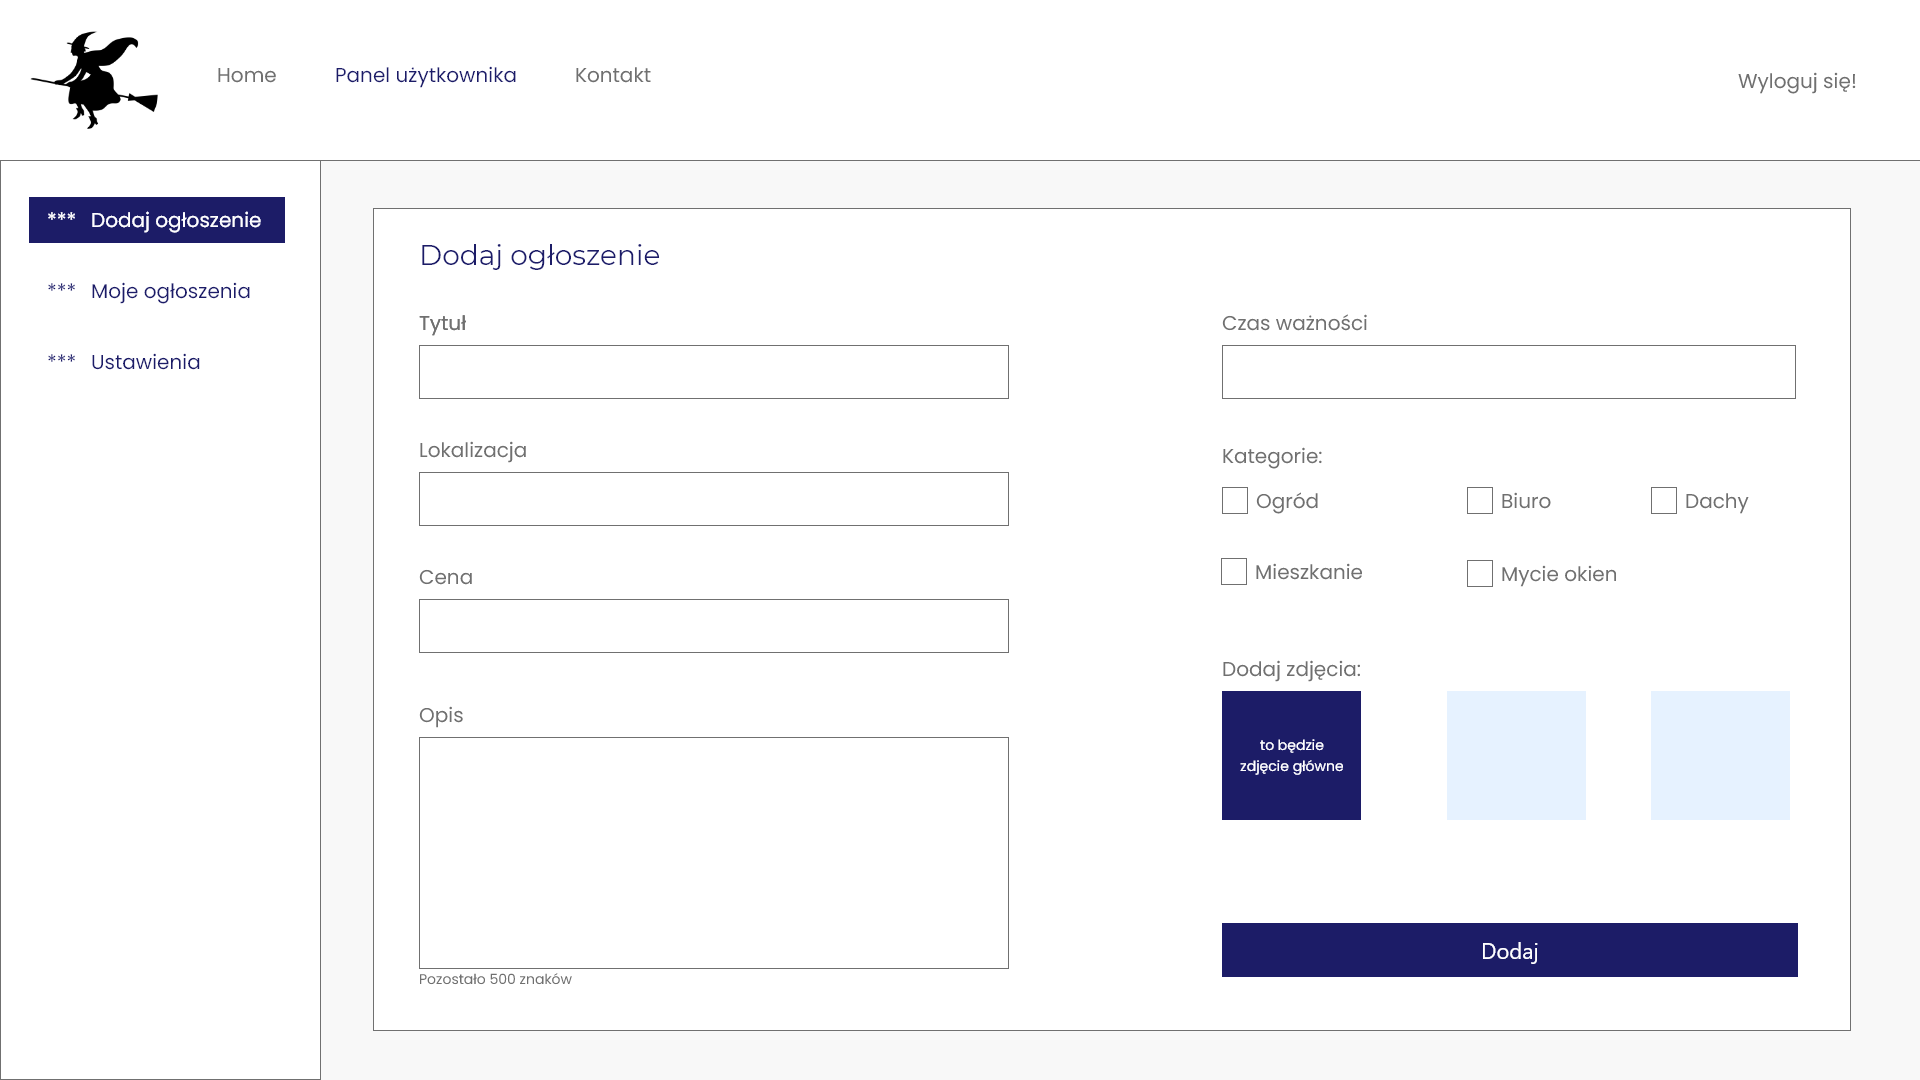 Home
Panel użytkownika
Kontakt
Wyloguj się!
*** Dodaj ogłoszenie
*** Moje ogłoszenia
*** Ustawienia
Dodaj ogłoszenie
Tytuł
Lokalizacja
Cena
Opis
Pozostało 500 znaków
Czas ważności
Kategorie:
Ogród
Biuro
Dachy
Mieszkanie
Mycie okien
Dodaj zdjęcia:
to będzie
zdjęcie główne
Dodaj